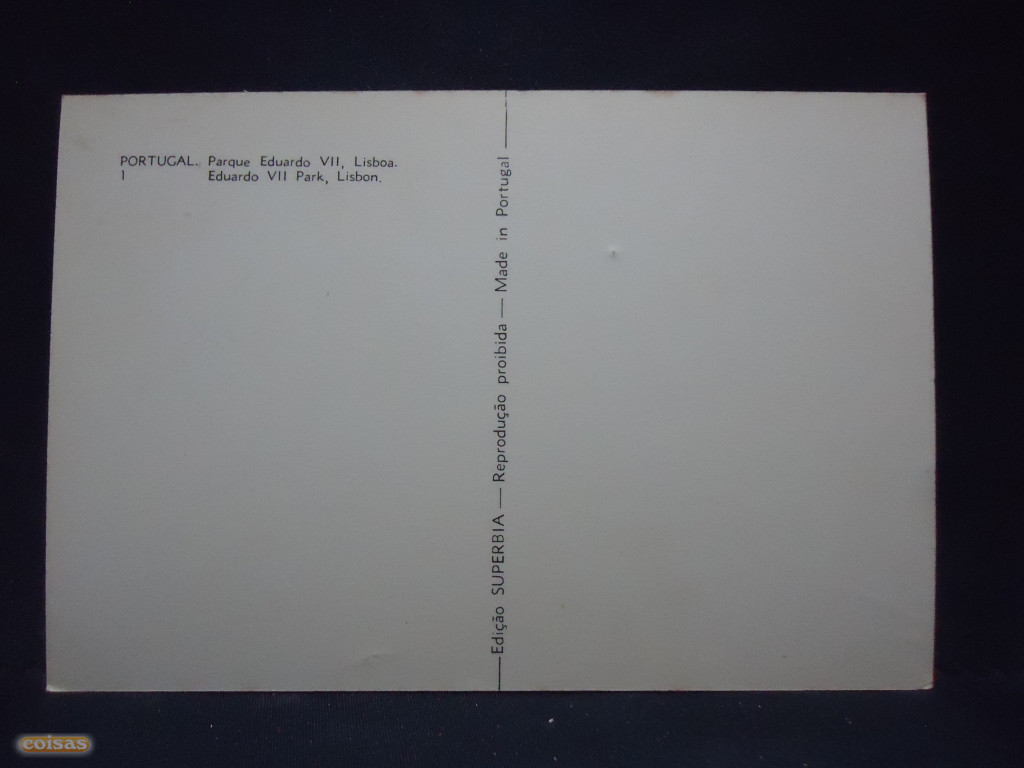 PORTUGAL. Parque Eduardo VII, Lisboa.
1 Eduardo VII Park, Lisbon.
Edição SUPERBIA — Reprodução proibida — Made in Portugal
coisas